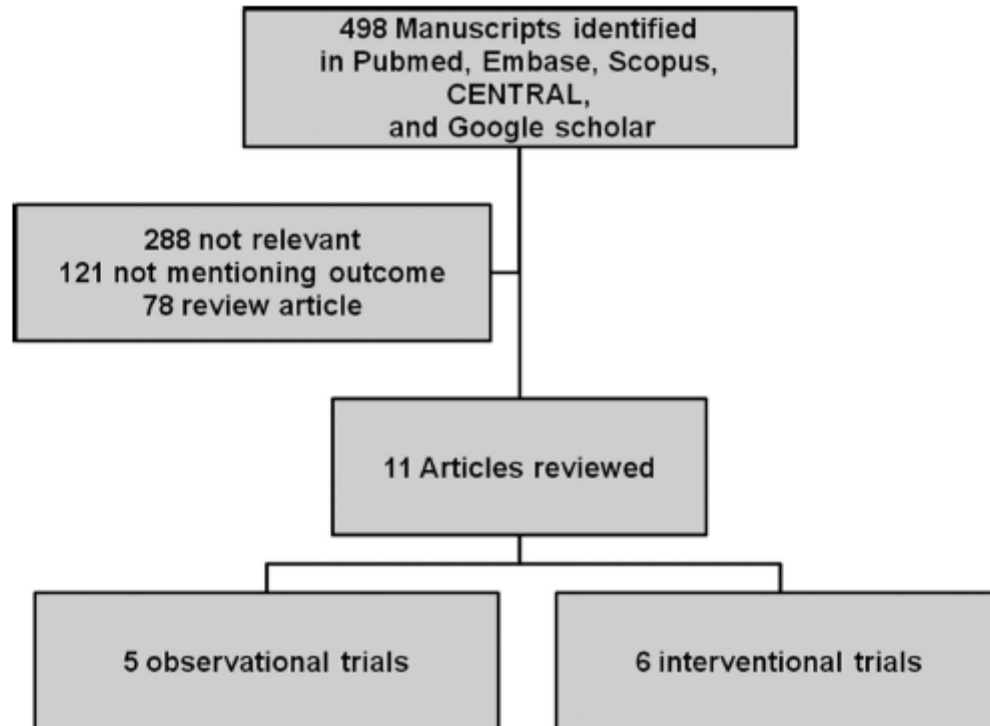 498 Manuscripts identified
in Pubmed, Embase, Scopus,
CENTRAL,
and Google scholar
288 not relevant
121 not mentioning outcome
78 review article
11 Articles reviewed
5 observational trials
6 interventional trials